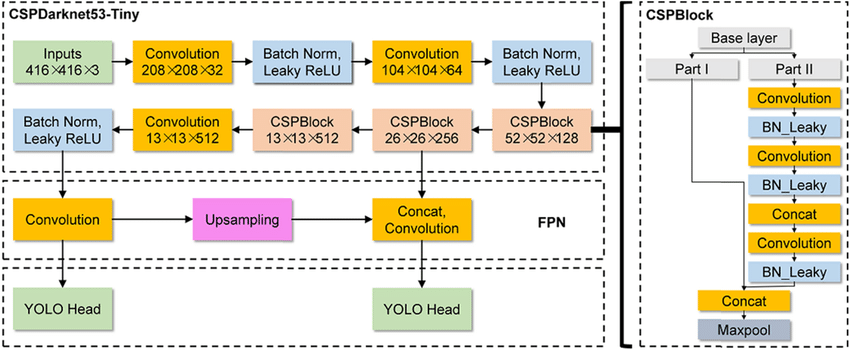 CSPDarknet53-Tiny
Inputs
416×416×3
Convolution
208×208×32
Batch Norm,
Leaky ReLU
Convolution
104×104×64
Batch Norm,
Leaky ReLU
Batch Norm,
Leaky ReLU
Convolution
13×13×512
CSPBlock
13×13×512
CSPBlock
26×26×256
CSPBlock
52×52×128
Convolution
Upsampling
Concat,
Convolution
FPN
YOLO Head
YOLO Head
CSPBlock
Base layer
Part I
Part II
Convolution
BN_Leaky
Convolution
BN_Leaky
Concat
Convolution
BN_Leaky
Concat
Maxpool